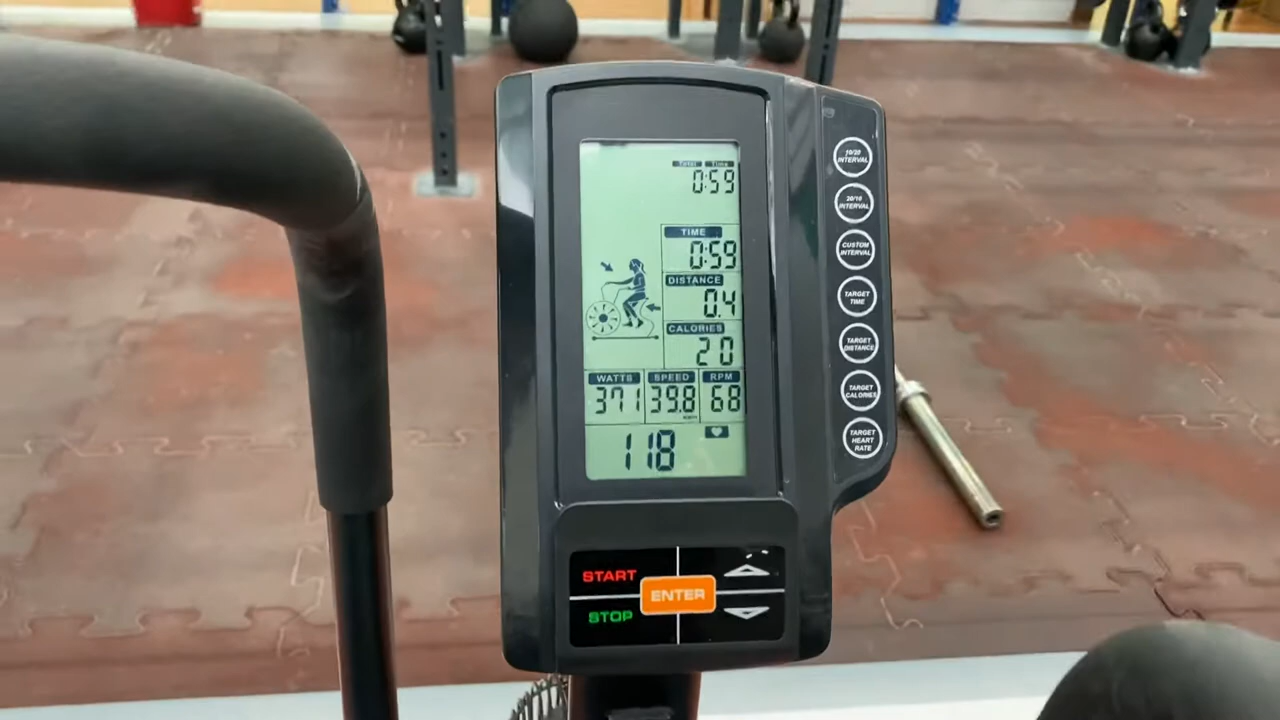 Total Time
0:59
TIME
0:59
DISTANCE
0.4
CALORIES
20
WATTS SPEED RPM
371 39.8 68
118
10/20 INTERVAL
20/10 INTERVAL
CUSTOM INTERVAL
TARGET TIME
TARGET DISTANCE
TARGET CALORIES
TARGET HEART RATE
START
ENTER
STOP